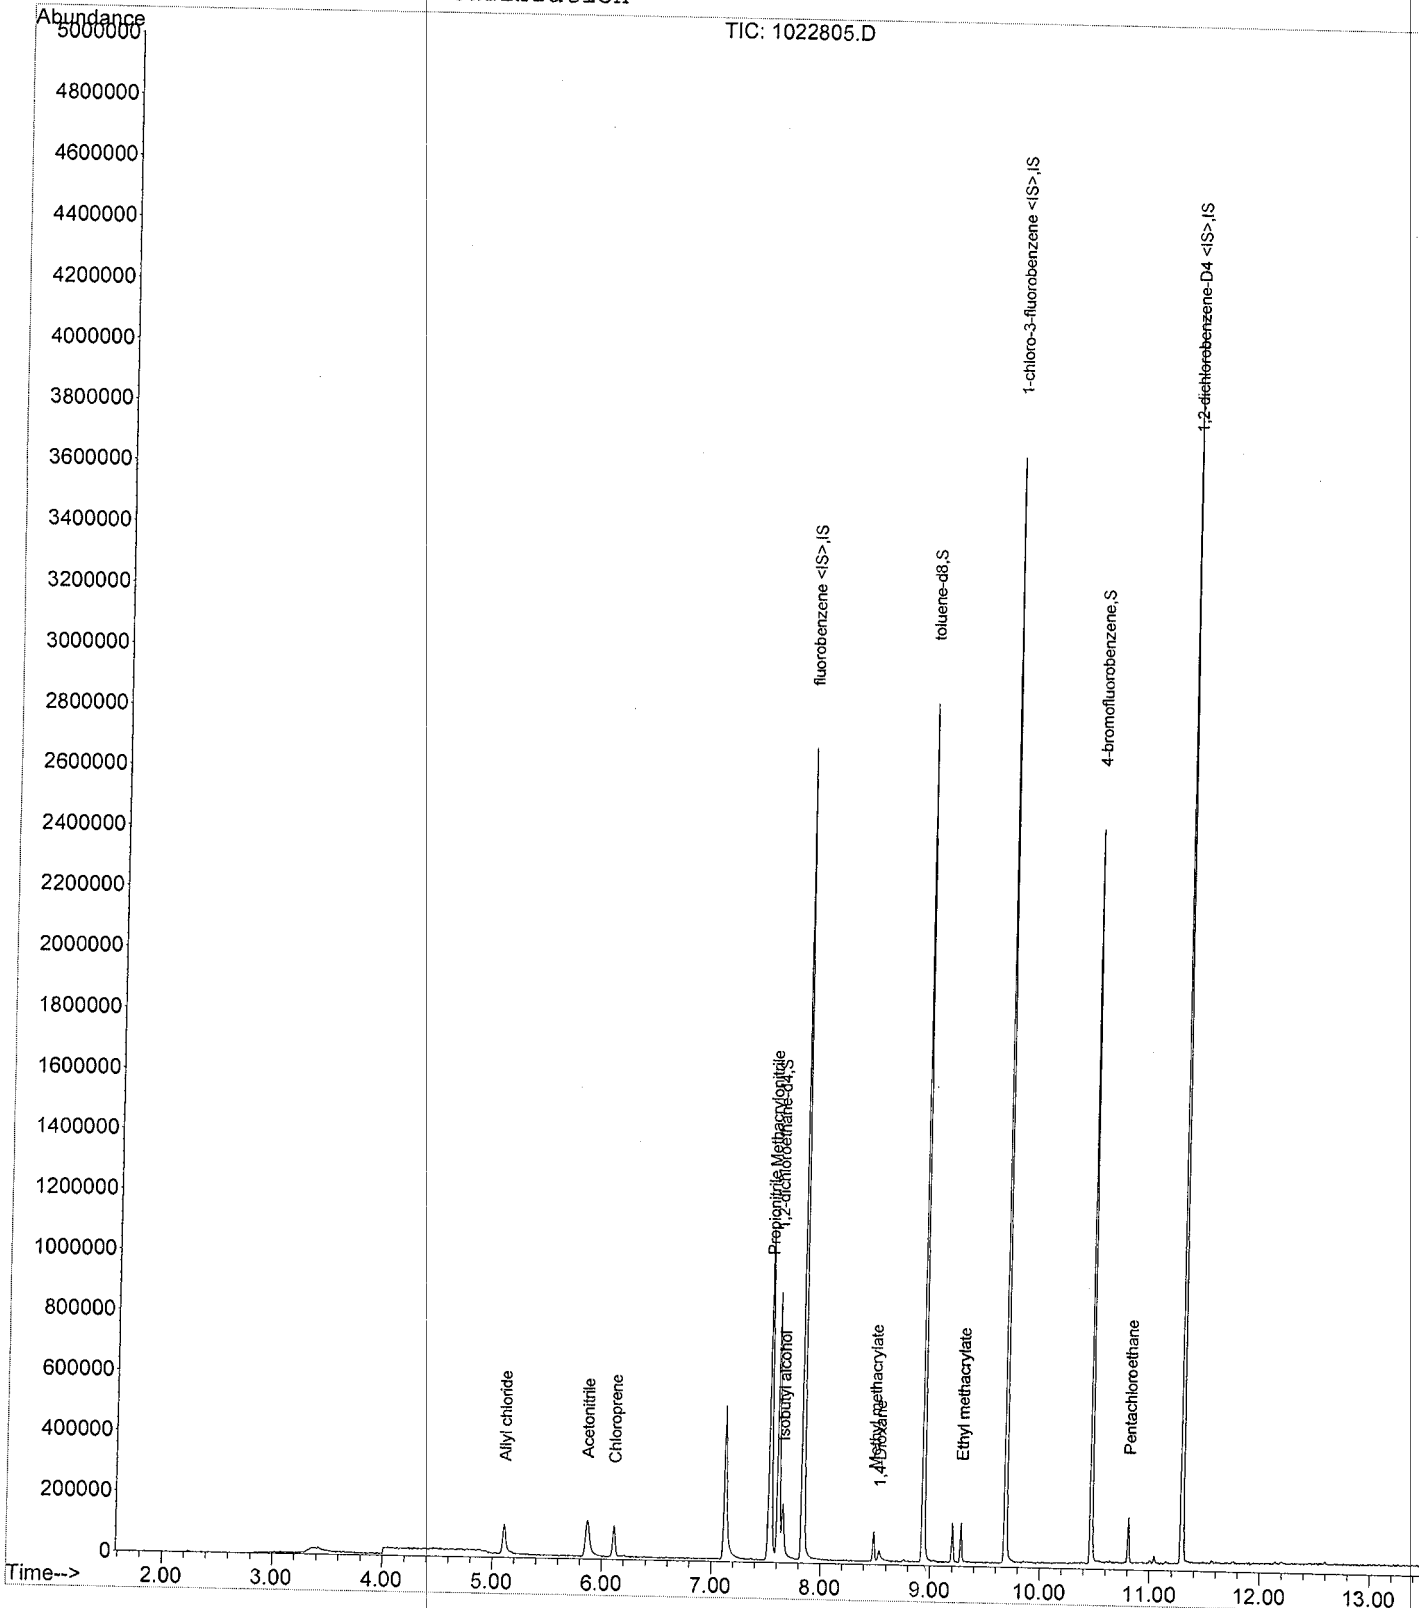 Abundance
TIC: 1022805.D
5000000
4800000
4600000
4400000
4200000
4000000
3800000
3600000
3400000
3200000
3000000
2800000
2600000
2400000
2200000
2000000
1800000
1600000
1400000
1200000
1000000
800000
600000
400000
200000
0
Allyl chloride
Acetonitrile
Chloroprene
Propionitrile Methacrylonitrile
1,2-dichloroethane-d4,S
Isobutyl alcohol
fluorobenzene <IS>,IS
Methyl methacrylate
1,4-Dioxane
toluene-d8,S
Ethyl methacrylate
1-chloro-3-fluorobenzene <IS>,IS
4-bromofluorobenzene,S
Pentachloroethane
1,2-dichlorobenzene-D4 <IS>,IS
Time--> 2.00 3.00 4.00 5.00 6.00 7.00 8.00 9.00 10.00 11.00 12.00 13.00